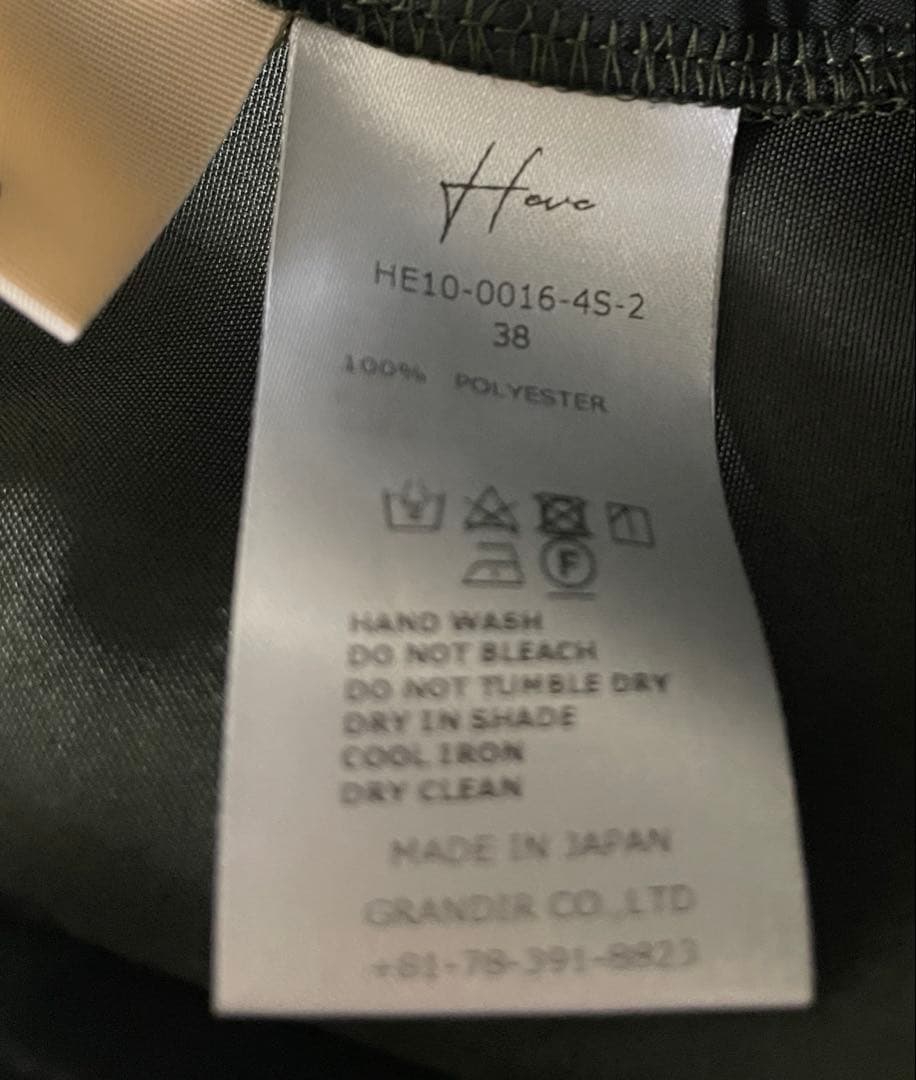 Heve
HE10-0016-4S-2
38
100% POLYESTER
F
HAND WASH
DO NOT BLEACH
DO NOT TUMBLE DRY
DRY IN SHADE
COOL IRON
DRY CLEAN
MADE IN JAPAN
GRANDIR CO.,LTD
+81-78-391-8823